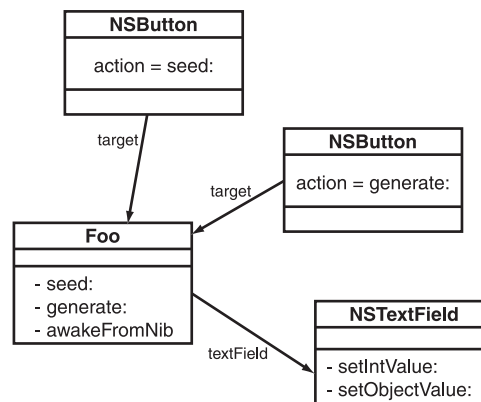 NSButton
action = seed:
target
NSButton
action = generate:
target
Foo
- seed:
- generate:
- awakeFromNib
textField
NSTextField
- setIntValue:
- setObjectValue: